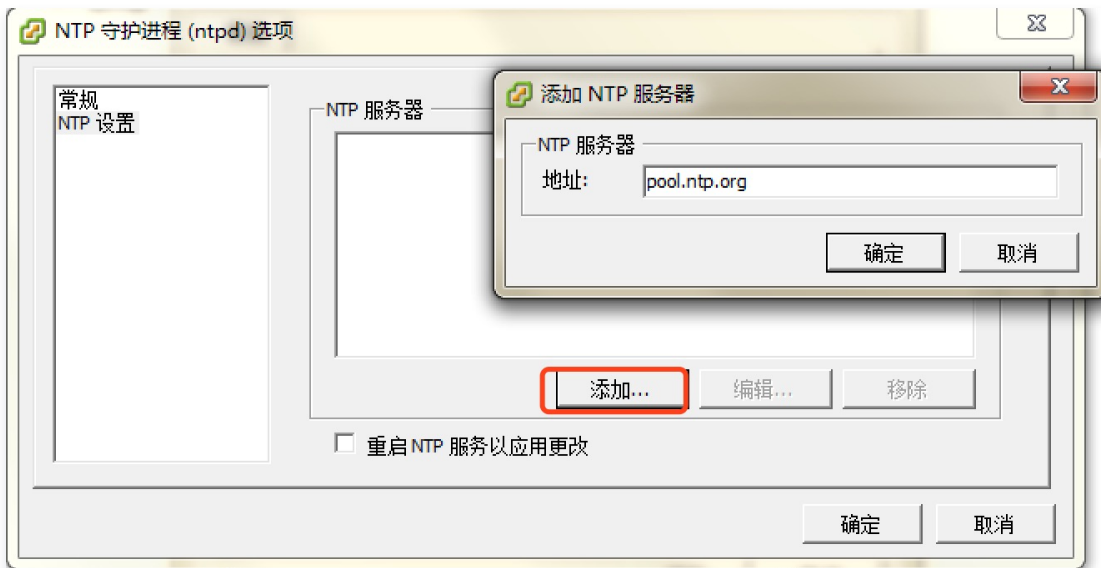 NTP 守护进程 (ntpd) 选项
常规
NTP 设置
NTP 服务器
添加 NTP 服务器
NTP 服务器
地址:
pool.ntp.org
确定
取消
添加...
编辑...
移除
重启 NTP 服务以应用更改
确定
取消